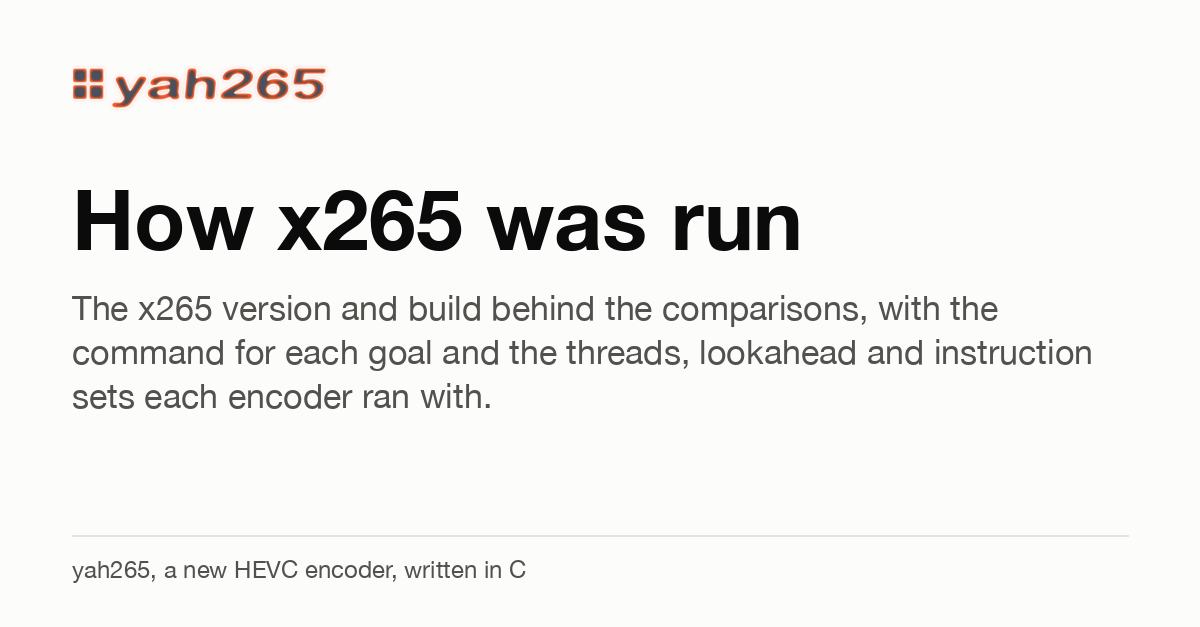 yah265
How x265 was run
The x265 version and build behind the comparisons, with the
command for each goal and the threads, lookahead and instruction
sets each encoder ran with.
yah265, a new HEVC encoder, written in C